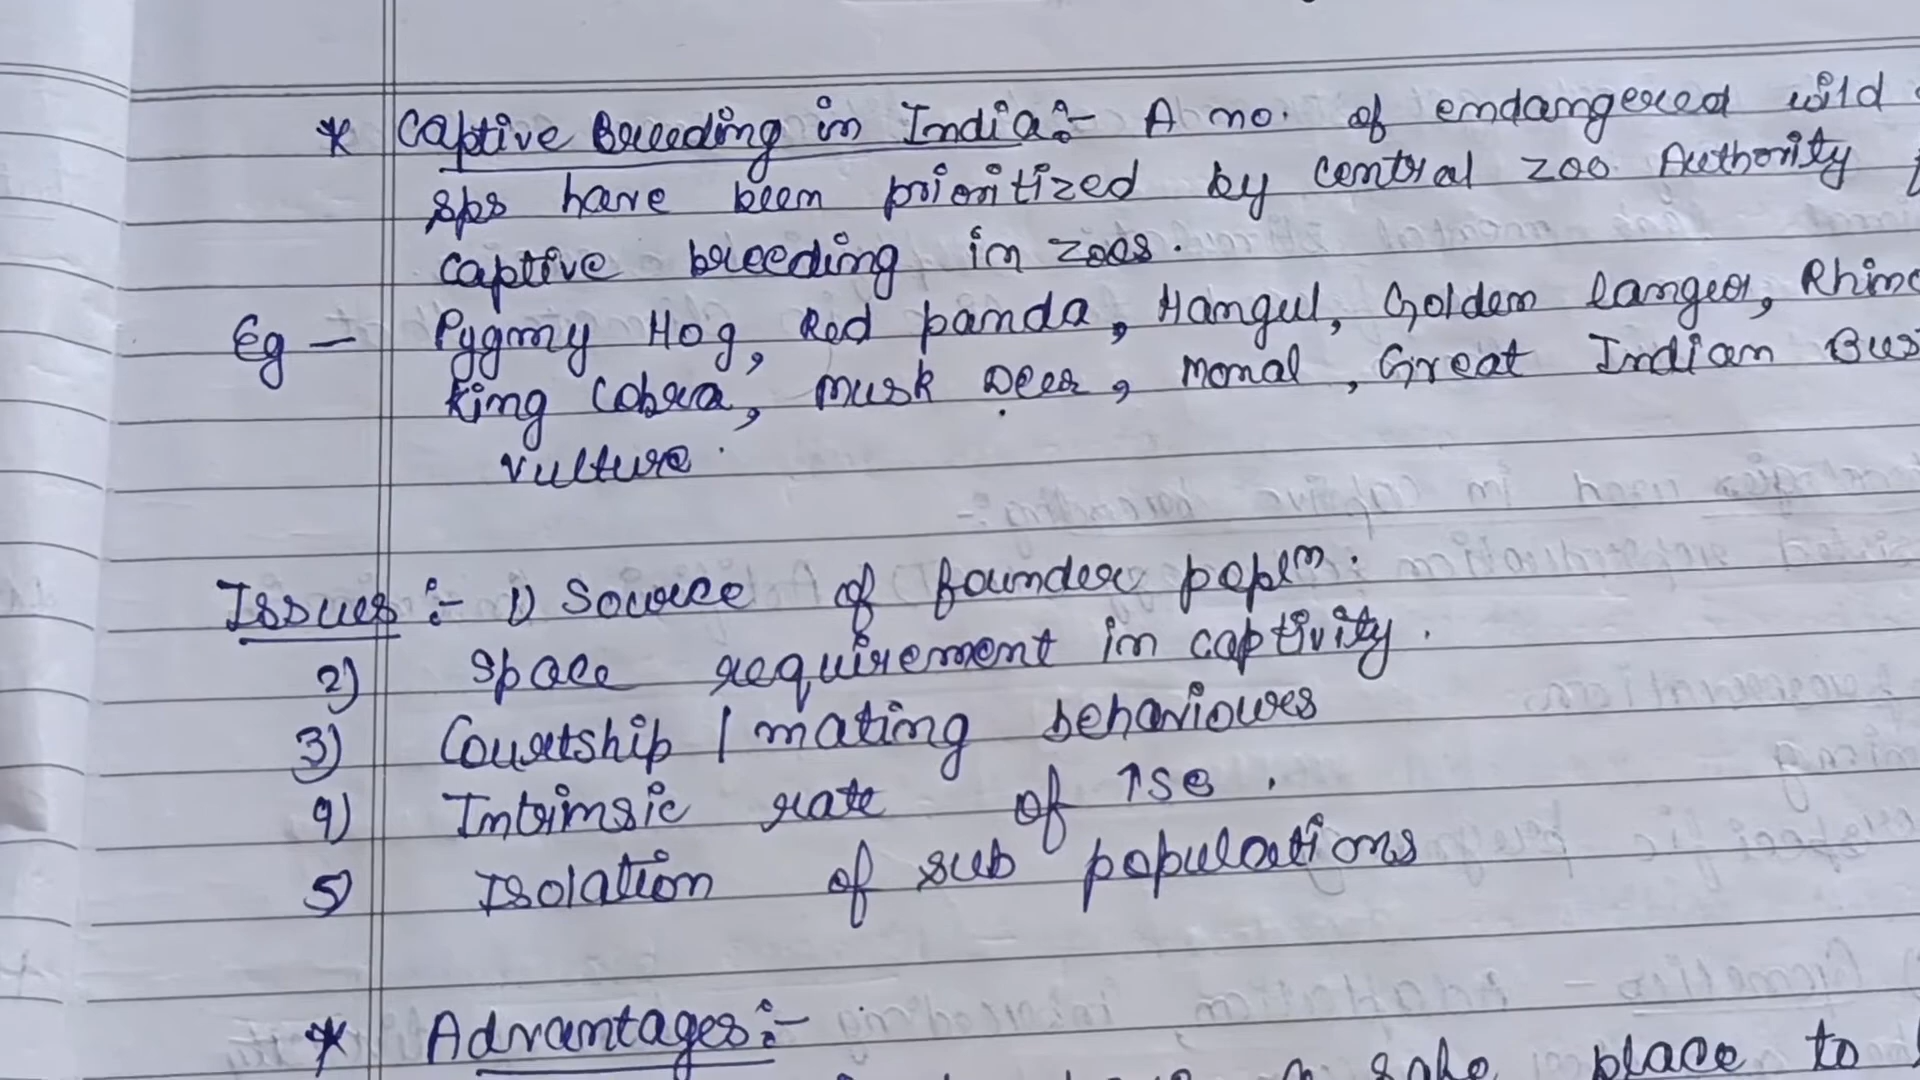 * Captive Breeding in India:- A no. of endangered wild
sps have been prioritized by central zoo Authority
captive breeding in zoos.
Eg - Pygmy Hog, Red panda, Hangul, Golden langer, Rhino
King Cobra, Musk Deer, Monal, Great Indian Bus
vulture.
Issues :- 1) Source of founder popln.
2) Space requirement in captivity.
3) Courtship / mating behaviours
4) Intrinsic rate of ↑se.
5) Isolation of sub populations
* Advantages:-
a safe place to